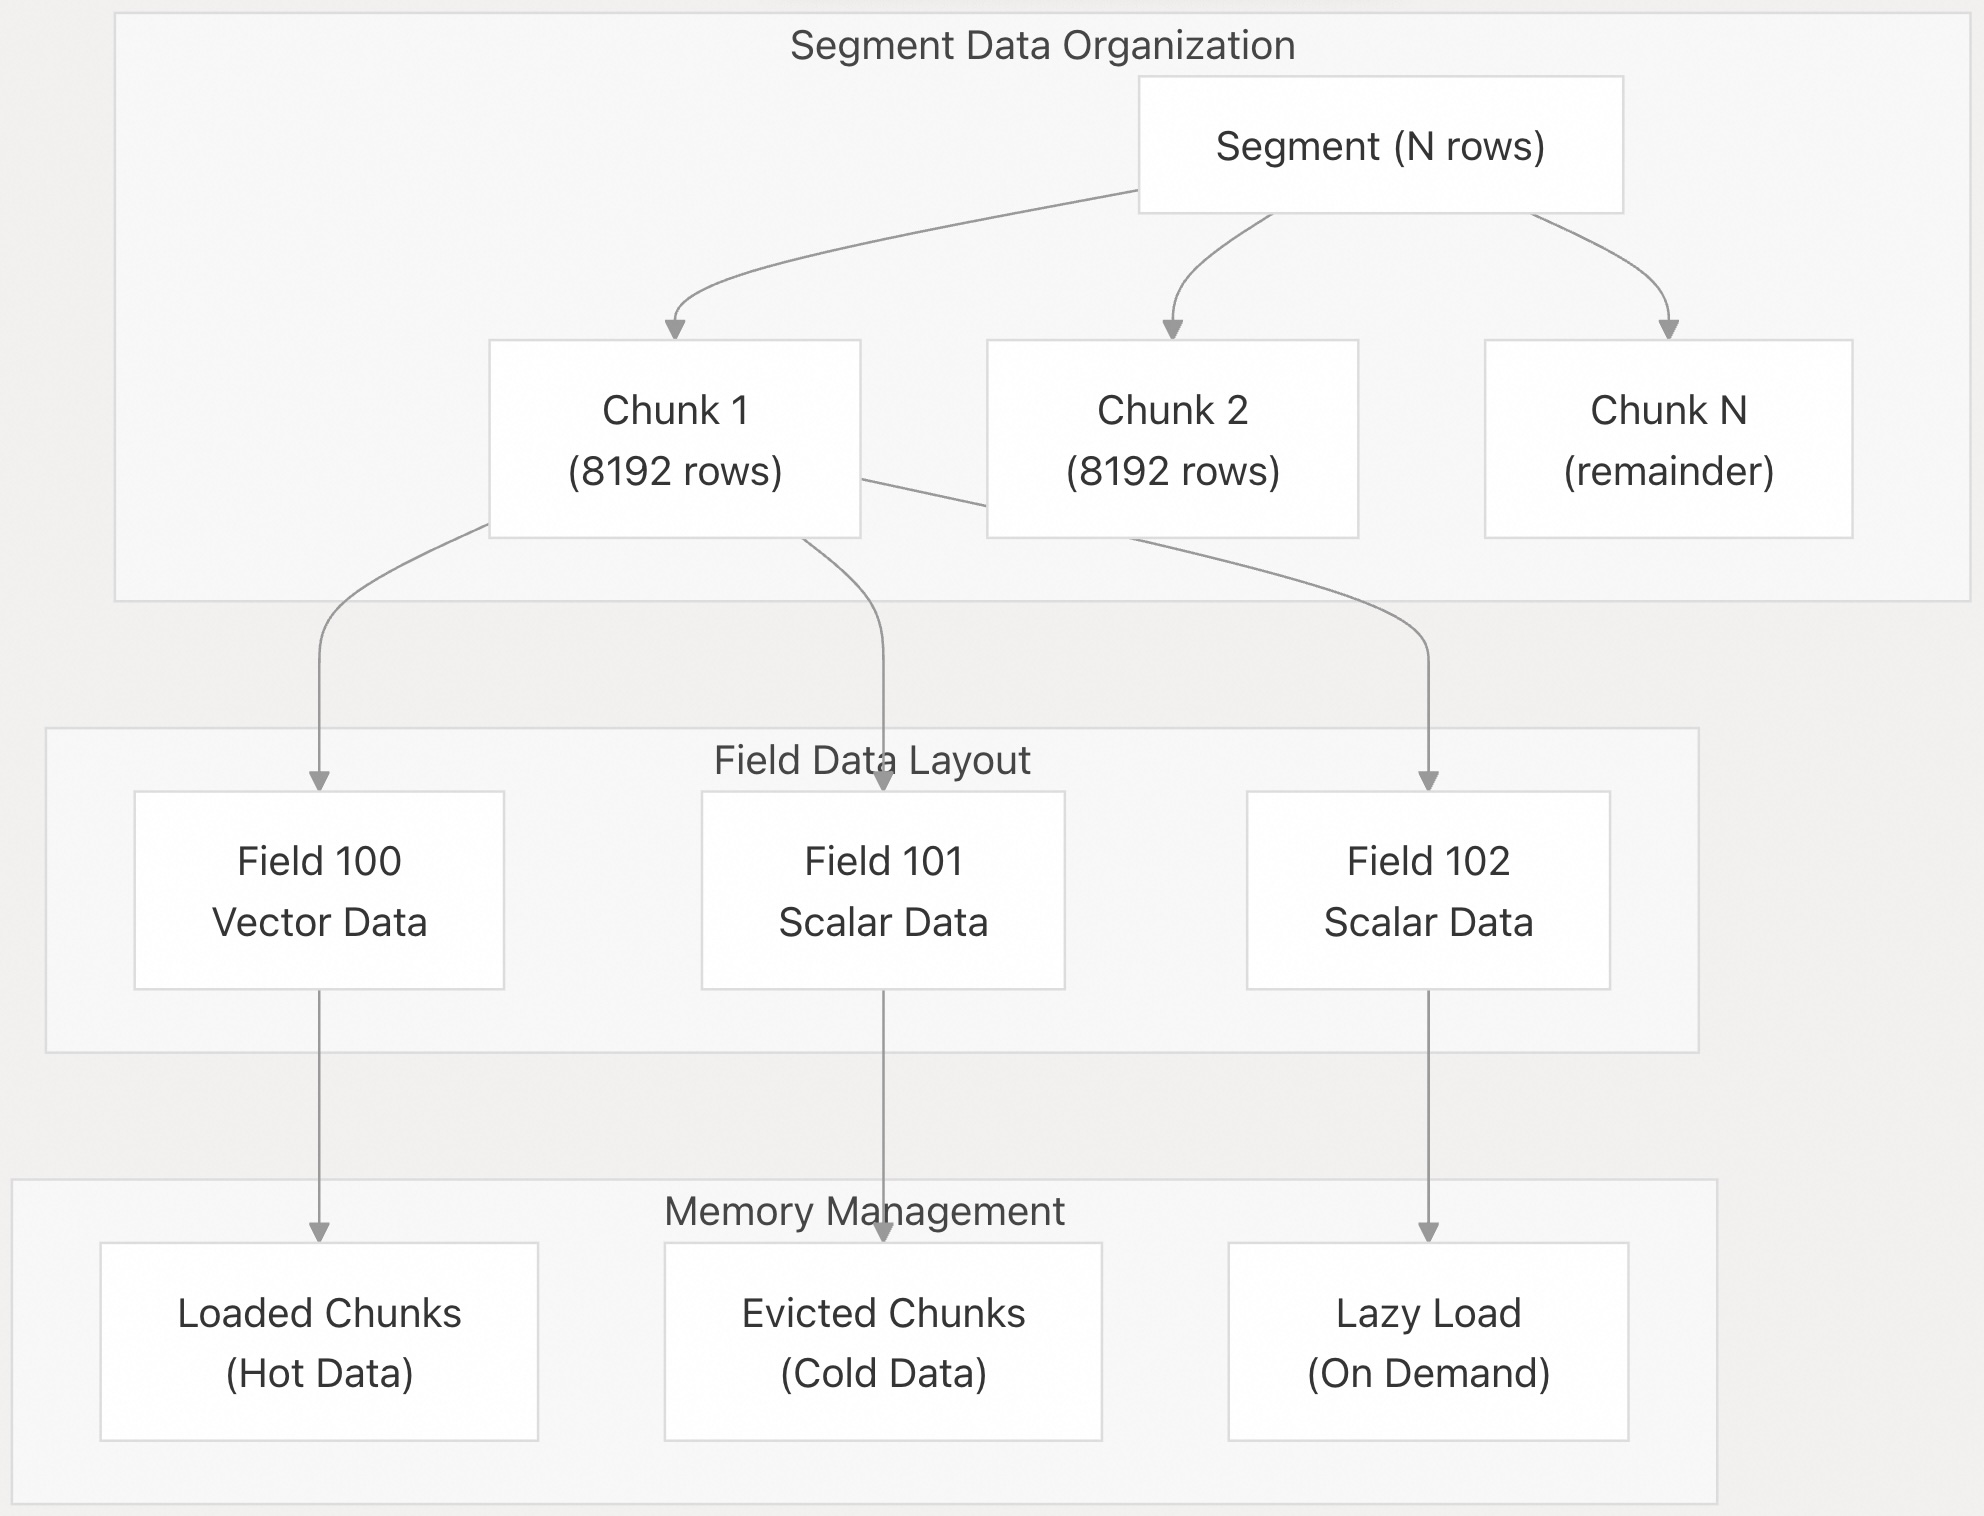 Segment Data Organization
Segment (N rows)
Chunk 1
(8192 rows)
Chunk 2
(8192 rows)
Chunk N
(remainder)
Field Data Layout
Field 100
Vector Data
Field 101
Scalar Data
Field 102
Scalar Data
Memory Management
Loaded Chunks
(Hot Data)
Evicted Chunks
(Cold Data)
Lazy Load
(On Demand)